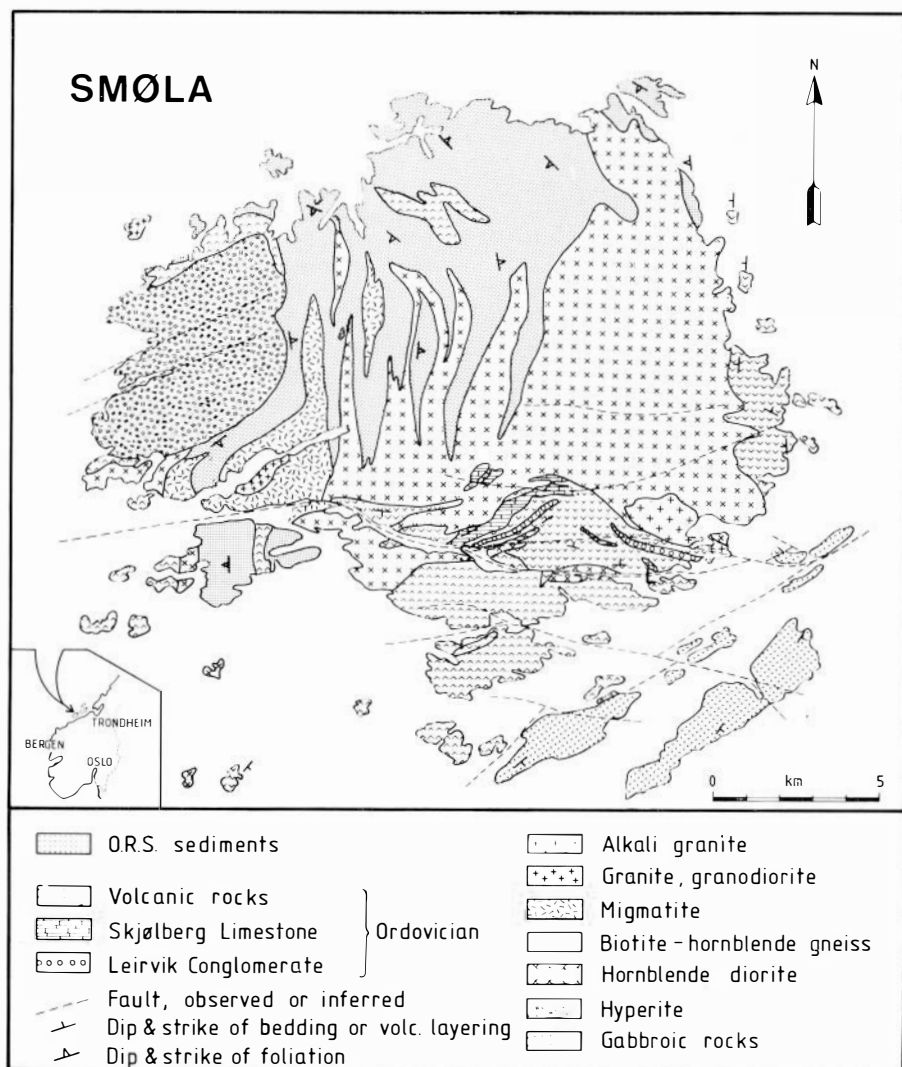 SMØLA
N
TRONDHEIM
BERGEN
OSLO
0 km 5
O.R.S. sediments
Volcanic rocks
Skjølberg Limestone
Leirvik Conglomerate
Ordovician
Fault, observed or inferred
Dip & strike of bedding or volc. layering
Dip & strike of foliation
Alkali granite
Granite, granodiorite
Migmatite
Biotite - hornblende gneiss
Hornblende diorite
Hyperite
Gabbroic rocks